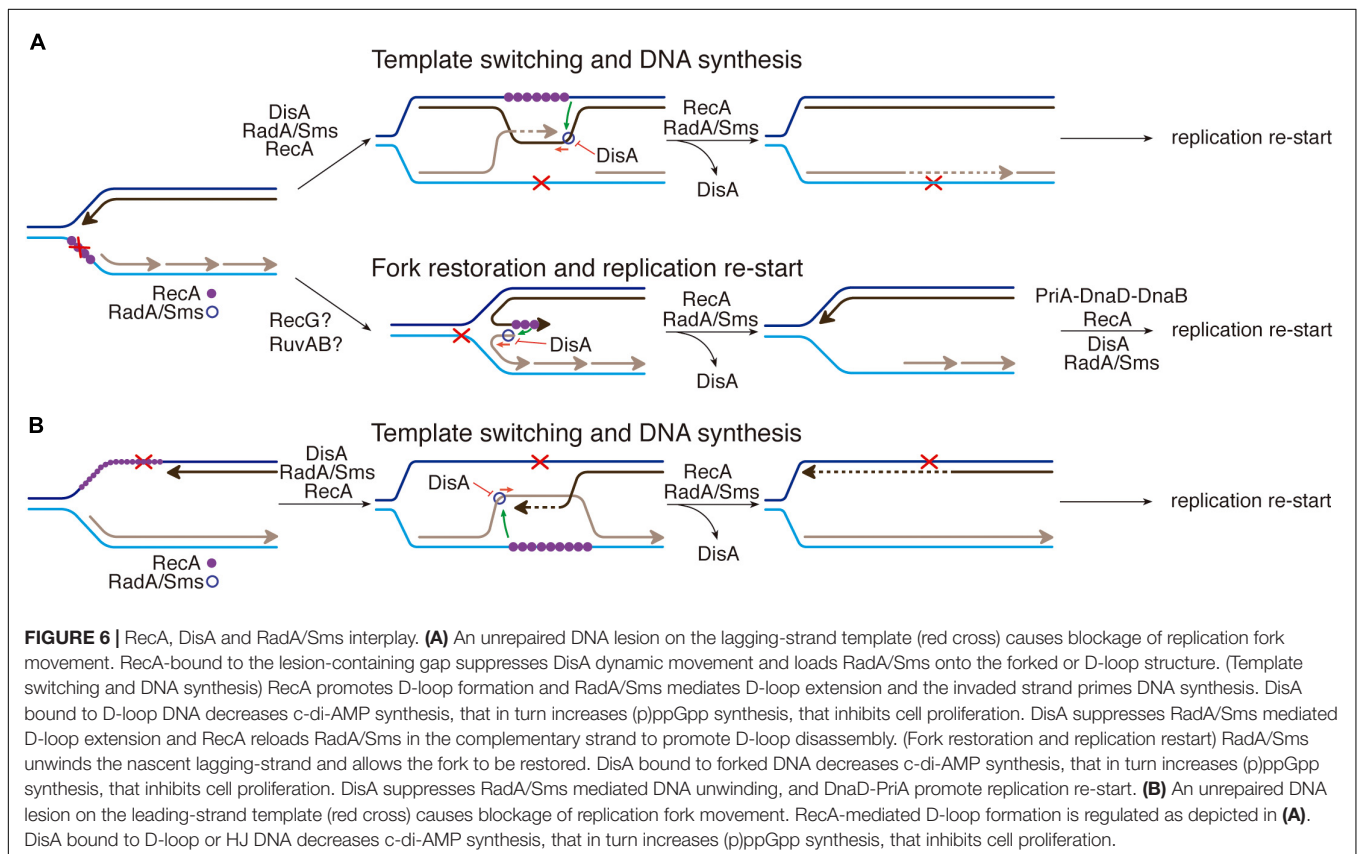 A
Template switching and DNA synthesis
DisA
RadA/Sms
RecA
DisA
RecA
RadA/Sms
DisA
replication re-start
RecA
RadA/Sms
Fork restoration and replication re-start
RecG?
RuvAB?
DisA
RecA
RadA/Sms
DisA
PriA-DnaD-DnaB
RecA
DisA
RadA/Sms
replication re-start
B
Template switching and DNA synthesis
DisA
RadA/Sms
RecA
DisA
RecA
RadA/Sms
DisA
replication re-start
RecA
RadA/Sms
FIGURE 6 | RecA, DisA and RadA/Sms interplay. (A) An unrepaired DNA lesion on the lagging-strand template (red cross) causes blockage of replication fork
movement. RecA-bound to the lesion-containing gap suppresses DisA dynamic movement and loads RadA/Sms onto the forked or D-loop structure. (Template
switching and DNA synthesis) RecA promotes D-loop formation and RadA/Sms mediates D-loop extension and the invaded strand primes DNA synthesis. DisA
bound to D-loop DNA decreases c-di-AMP synthesis, that in turn increases (p)ppGpp synthesis, that inhibits cell proliferation. DisA suppresses RadA/Sms mediated
D-loop extension and RecA reloads RadA/Sms in the complementary strand to promote D-loop disassembly. (Fork restoration and replication restart) RadA/Sms
unwinds the nascent lagging-strand and allows the fork to be restored. DisA bound to forked DNA decreases c-di-AMP synthesis, that in turn increases (p)ppGpp
synthesis, that inhibits cell proliferation. DisA suppresses RadA/Sms mediated DNA unwinding, and DnaD-PriA promote replication re-start. (B) An unrepaired DNA
lesion on the leading-strand template (red cross) causes blockage of replication fork movement. RecA-mediated D-loop formation is regulated as depicted in (A).
DisA bound to D-loop or HJ DNA decreases c-di-AMP synthesis, that in turn increases (p)ppGpp synthesis, that inhibits cell proliferation.